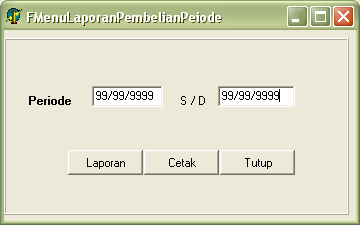 FMenuLaporanPembelianPeiode
Periode 99/99/9999 S / D 99/99/9999
Laporan Cetak Tutup